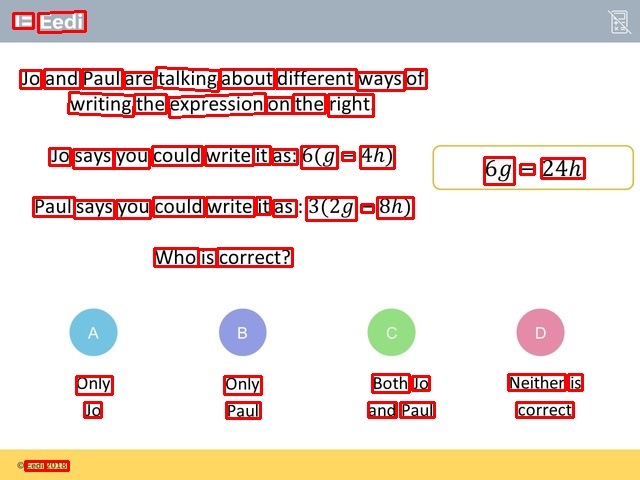 Eedi
Jo and Paul are talking about different ways of
writing the expression on the right.
Jo says you could write it as: 6(g − 4h)
6g − 24h
Paul says you could write it as : 3(2g − 8h)
Who is correct?
A B C D
Only Jo
Only Paul
Both Jo and Paul
Neither is correct
© Eedi 2018